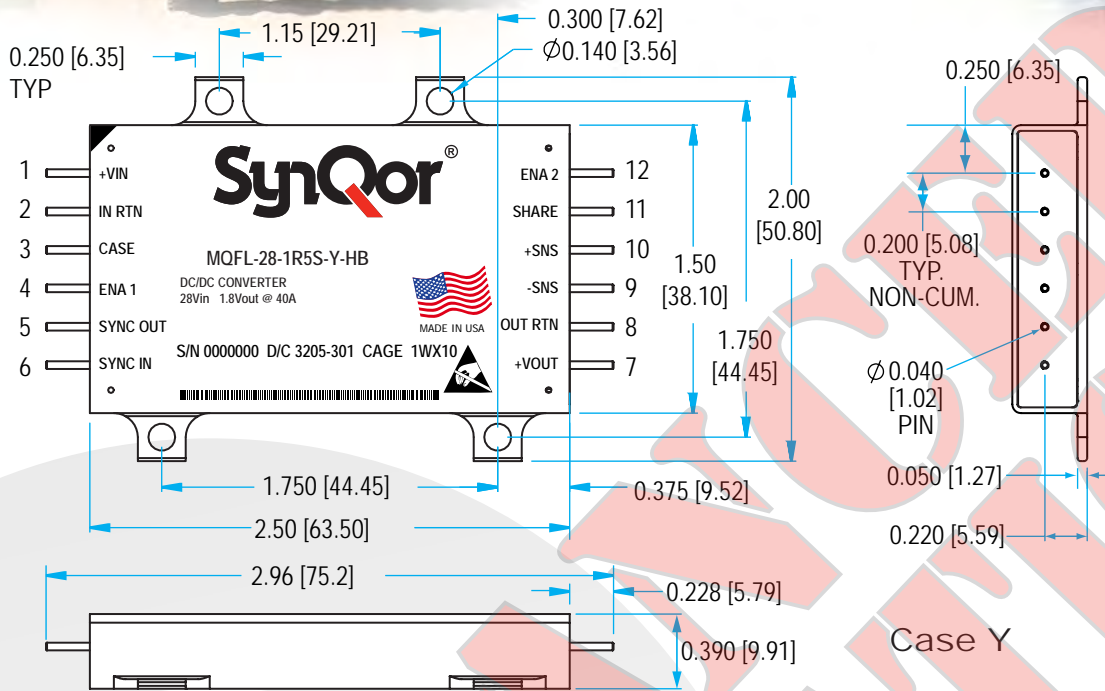 1.15 [29.21]
0.300 [7.62]
0.250 [6.35]
TYP
Ø0.140 [3.56]
0.250 [6.35]
SynQor®
1 +VIN
2 IN RTN
3 CASE
4 ENA 1
5 SYNC OUT
6 SYNC IN
ENA 2 12
SHARE 11
+SNS 10
-SNS 9
OUT RTN 8
+VOUT 7
MQFL-28-1R5S-Y-HB
DC/DC CONVERTER
28Vin 1.8Vout @ 40A
MADE IN USA
S/N 0000000 D/C 3205-301 CAGE 1WX10
2.00
[50.80]
1.50
[38.10]
1.750
[44.45]
0.200 [5.08]
TYP.
NON-CUM.
Ø0.040
[1.02]
PIN
0.050 [1.27]
0.220 [5.59]
1.750 [44.45]
0.375 [9.52]
2.50 [63.50]
2.96 [75.2]
0.228 [5.79]
0.390 [9.91]
Case Y